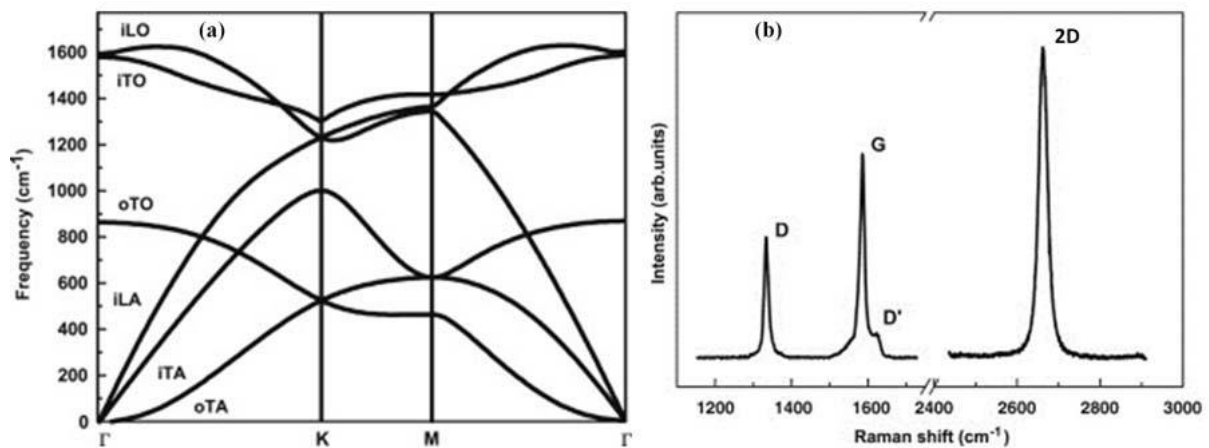 (a)
iLO
iTO
oTO
iLA
iTA
oTA
1600
1400
1200
1000
800
600
400
200
0
Frequency (cm-1)
Γ K M Γ
(b)
2D
G
D
D'
Intensity (arb.units)
1200 1400 1600 2400 2600 2800 3000
Raman shift (cm-1)